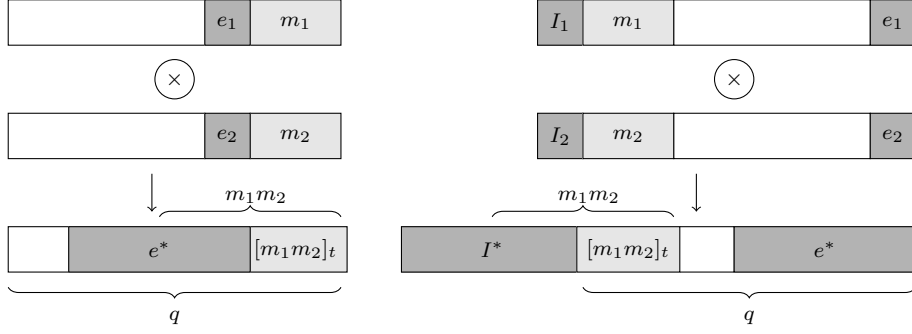 e₁ m₁ I₁ m₁ e₁
× ×
e₂ m₂ I₂ m₂ e₂
m₁m₂ m₁m₂
e* [m₁m₂]ₜ I* [m₁m₂]ₜ e*
q q